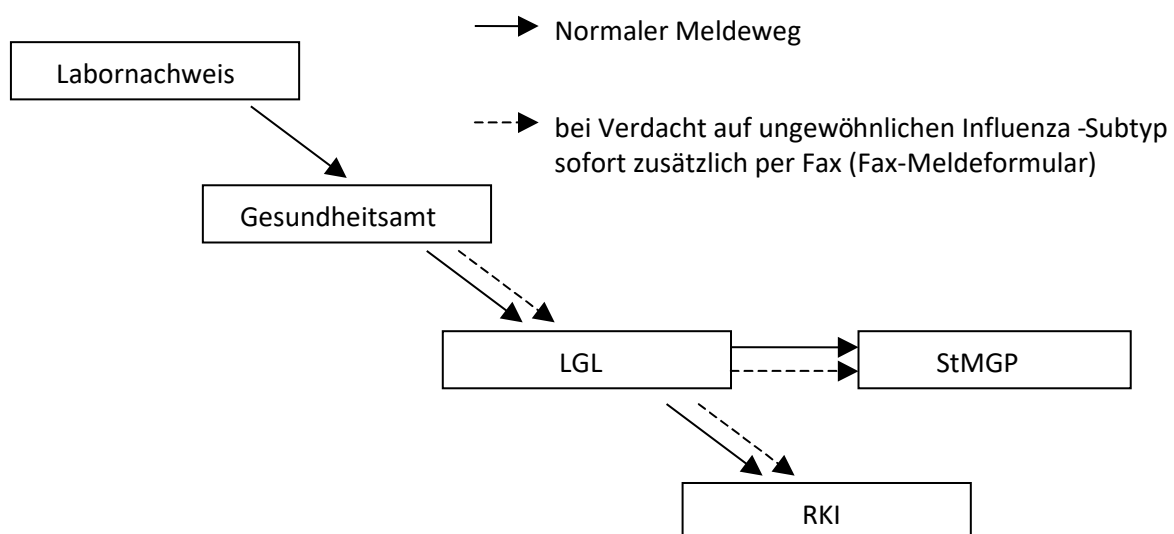 Normaler Meldeweg
Labornachweis
bei Verdacht auf ungewöhnlichen Influenza -Subtyp
sofort zusätzlich per Fax (Fax-Meldeformular)
Gesundheitsamt
LGL
StMGP
RKI